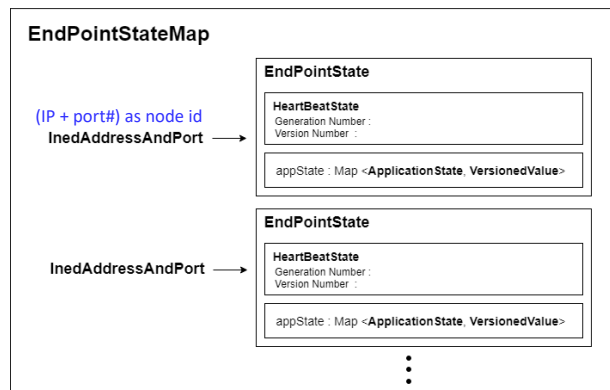 EndPointStateMap
EndPointState
HeartBeatState
Generation Number :
Version Number :
(IP + port#) as node id
InedAddressAndPort
appState : Map <ApplicationState, VersionedValue>
EndPointState
HeartBeatState
Generation Number :
Version Number :
InedAddressAndPort
appState : Map <ApplicationState, VersionedValue>